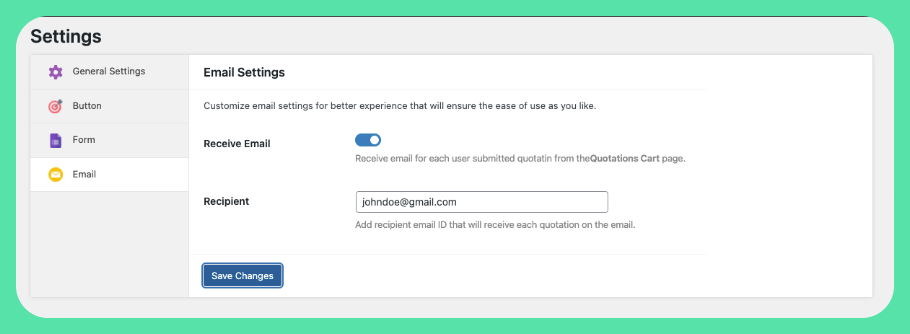 Settings
General Settings
Button
Form
Email
Email Settings
Customize email settings for better experience that will ensure the ease of use as you like.
Receive Email
Receive email for each user submitted quotatin from theQuotations Cart page.
Recipient
johndoe@gmail.com
Add recipient email ID that will receive each quotation on the email.
Save Changes